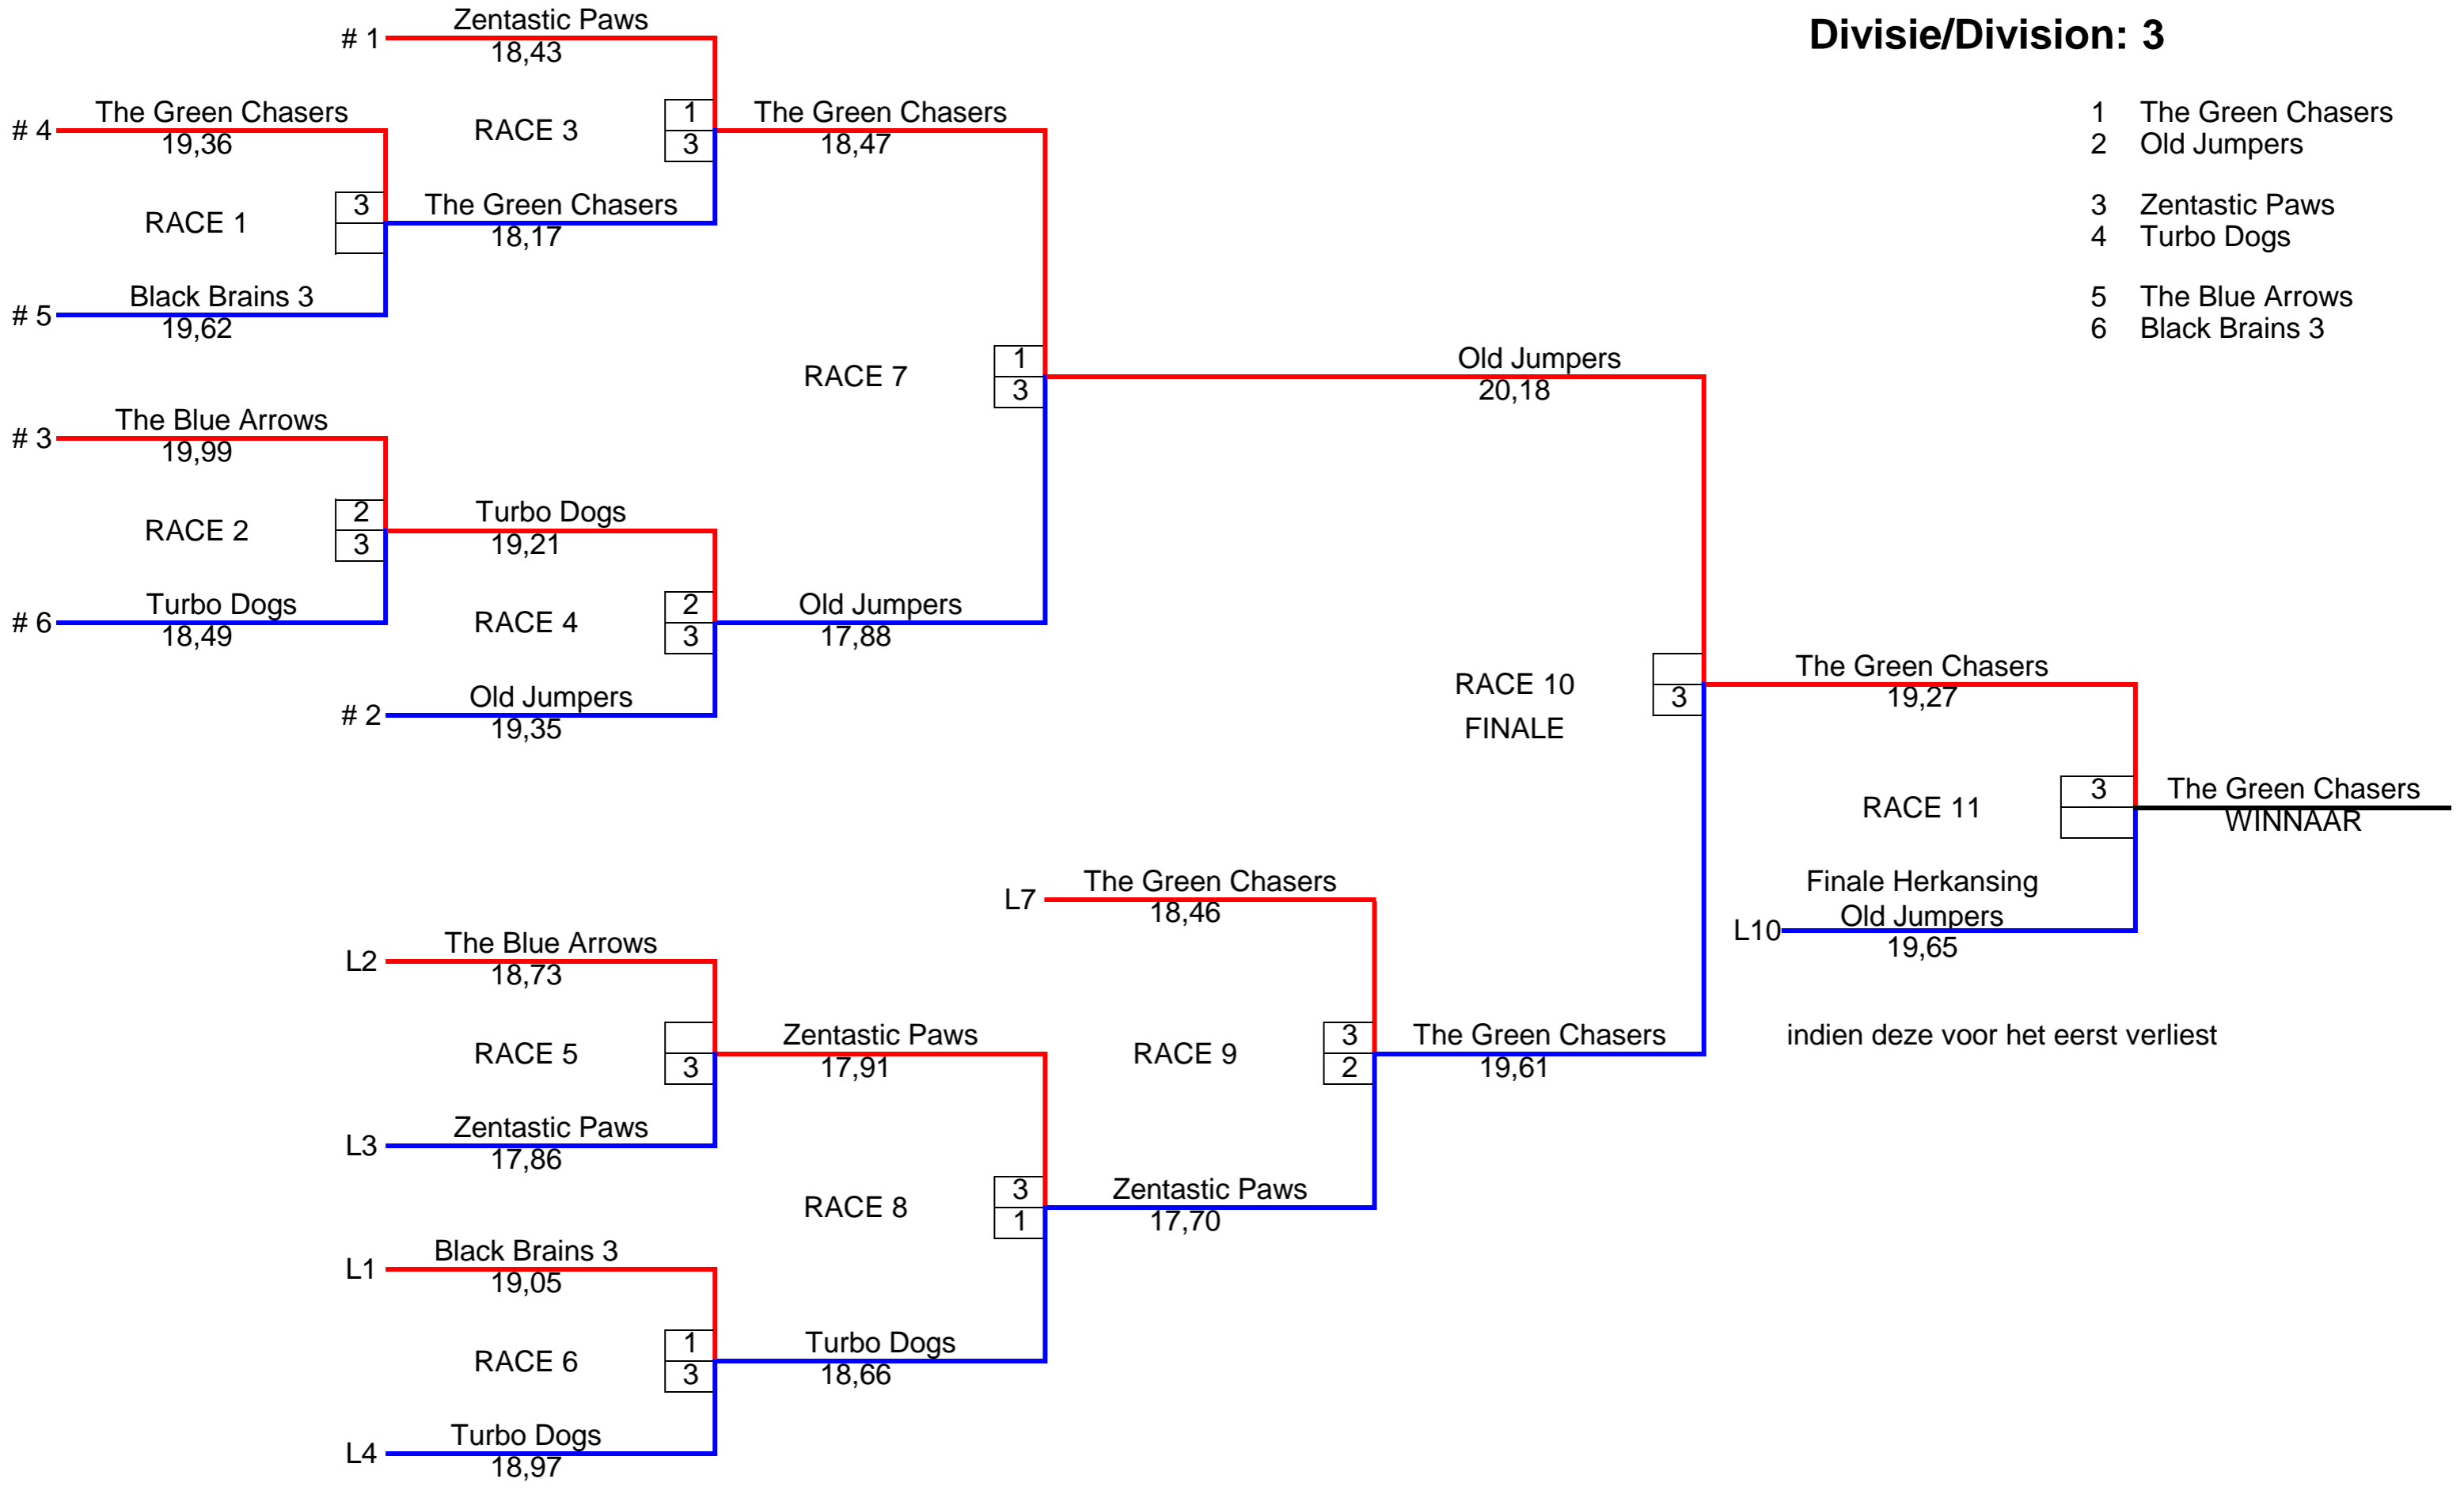 Divisie/Division: 3
1 The Green Chasers
2 Old Jumpers
3 Zentastic Paws
4 Turbo Dogs
5 The Blue Arrows
6 Black Brains 3
# 1 Zentastic Paws
18,43
# 4 The Green Chasers
19,36
RACE 1
3
The Green Chasers
18,17
# 5 Black Brains 3
19,62
RACE 3
1
3
The Green Chasers
18,47
# 3 The Blue Arrows
19,99
RACE 2
2
3
Turbo Dogs
19,21
# 6 Turbo Dogs
18,49
RACE 4
2
3
Old Jumpers
17,88
# 2 Old Jumpers
19,35
RACE 7
1
3
Old Jumpers
20,18
L2 The Blue Arrows
18,73
RACE 5
3
Zentastic Paws
17,91
L3 Zentastic Paws
17,86
L1 Black Brains 3
19,05
RACE 6
1
3
Turbo Dogs
18,66
L4 Turbo Dogs
18,97
RACE 8
3
1
Zentastic Paws
17,70
L7 The Green Chasers
18,46
RACE 9
3
2
The Green Chasers
19,61
RACE 10
FINALE
3
The Green Chasers
19,27
RACE 11
3
The Green Chasers
WINNAAR
Finale Herkansing
L10 Old Jumpers
19,65
indien deze voor het eerst verliest